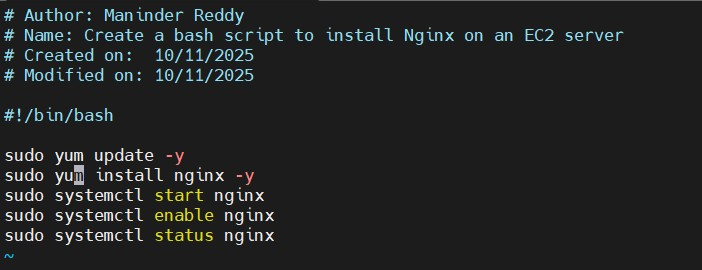 # Author: Maninder Reddy
# Name: Create a bash script to install Nginx on an EC2 server
# Created on:  10/11/2025
# Modified on: 10/11/2025

#!/bin/bash

sudo yum update -y
sudo yum install nginx -y
sudo systemctl start nginx
sudo systemctl enable nginx
sudo systemctl status nginx
~